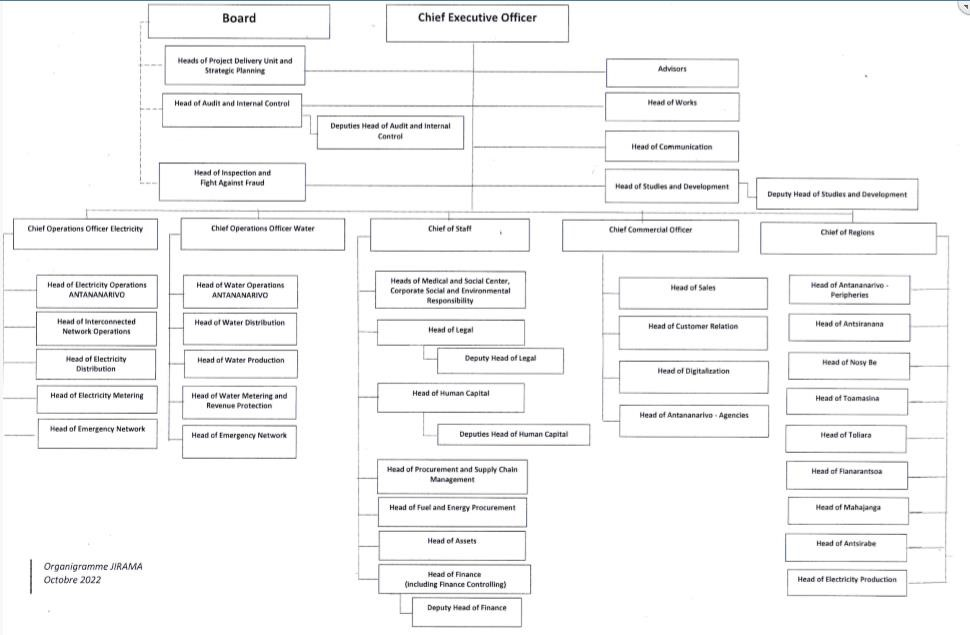 Board
Chief Executive Officer
Heads of Project Delivery Unit and
Strategic Planning
Advisors
Head of Audit and Internal Control
Head of Works
Deputies Head of Audit and Internal
Control
Head of Communication
Head of Inspection and
Fight Against Fraud
Head of Studies and Development
Deputy Head of Studies and Development
Chief Operations Officer Electricity
Chief Operations Officer Water
Chief of Staff
Chief Commercial Officer
Chief of Regions
Head of Electricity Operations
ANTANANARIVO
Head of Interconnected
Network Operations
Head of Electricity
Distribution
Head of Electricity Metering
Head of Emergency Network
Head of Water Operations
ANTANANARIVO
Head of Water Distribution
Head of Water Production
Head of Water Metering and
Revenue Protection
Head of Emergency Network
Heads of Medical and Social Center,
Corporate Social and Environmental
Responsibility
Head of Legal
Deputy Head of Legal
Head of Human Capital
Deputies Head of Human Capital
Head of Procurement and Supply Chain
Management
Head of Fuel and Energy Procurement
Head of Assets
Head of Finance
(including Finance Controlling)
Deputy Head of Finance
Head of Sales
Head of Customer Relation
Head of Digitalization
Head of Antananarivo - Agencies
Head of Antananarivo -
Peripheries
Head of Antsiranana
Head of Nosy Be
Head of Toamasina
Head of Toliara
Head of Fianarantsoa
Head of Mahajanga
Head of Antsirabe
Head of Electricity Production
Organigramme JIRAMA
Octobre 2022